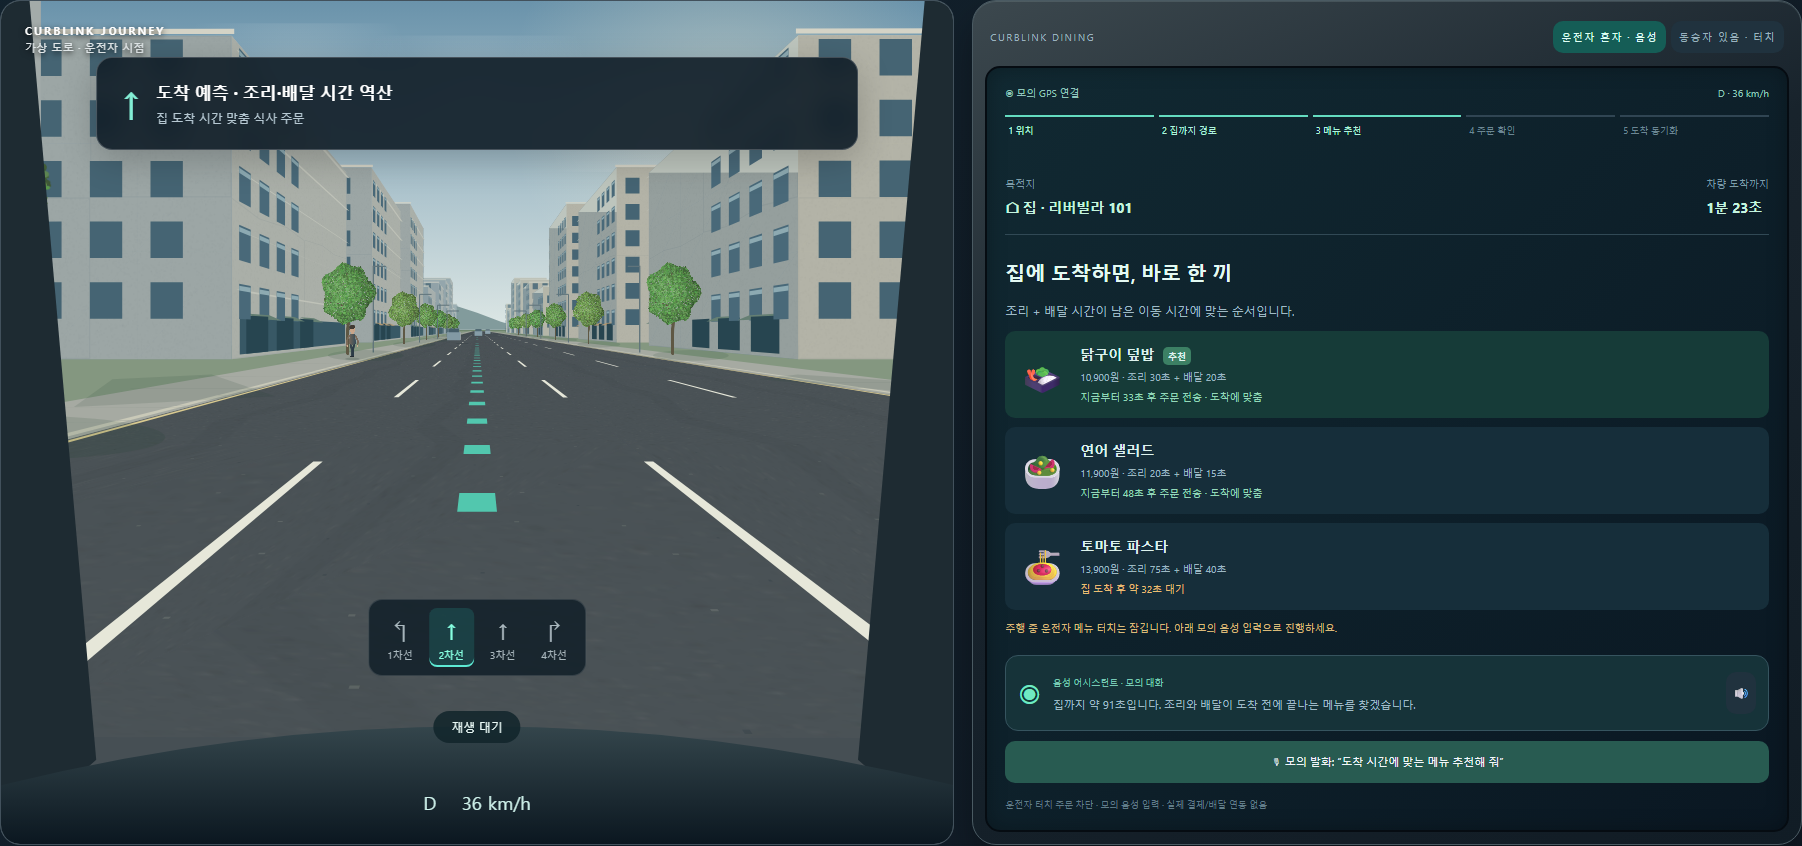 CURBLINK JOURNEY
가상 도로 · 운전자 시점
↑ 도착 예측 · 조리·배달 시간 역산
집 도착 시간 맞춤 식사 주문
1차선 2차선 3차선 4차선
재생 대기
D 36 km/h
CURBLINK DINING
운전자 혼자 · 음성 동승자 있음 · 터치
◉ 모의 GPS 연결 D · 36 km/h
1 위치 2 집까지 경로 3 메뉴 추천 4 주문 확인 5 도착 동기화
목적지 차량 도착까지
집 · 리버빌라 101 1분 23초
집에 도착하면, 바로 한 끼
조리 + 배달 시간이 남은 이동 시간에 맞는 순서입니다.
닭구이 덮밥 추천
10,900원 · 조리 30초 + 배달 20초
지금부터 33초 후 주문 전송 · 도착에 맞춤
연어 샐러드
11,900원 · 조리 20초 + 배달 15초
지금부터 48초 후 주문 전송 · 도착에 맞춤
토마토 파스타
13,900원 · 조리 75초 + 배달 40초
집 도착 후 약 32초 대기
주행 중 운전자 메뉴 터치는 잠깁니다. 아래 모의 음성 입력으로 진행하세요.
음성 어시스턴트 · 모의 대화
집까지 약 91초입니다. 조리와 배달이 도착 전에 끝나는 메뉴를 찾겠습니다.
모의 발화: “도착 시간에 맞는 메뉴 추천해 줘”
운전자 터치 주문 차단 · 모의 음성 입력 · 실제 결제/배달 연동 없음